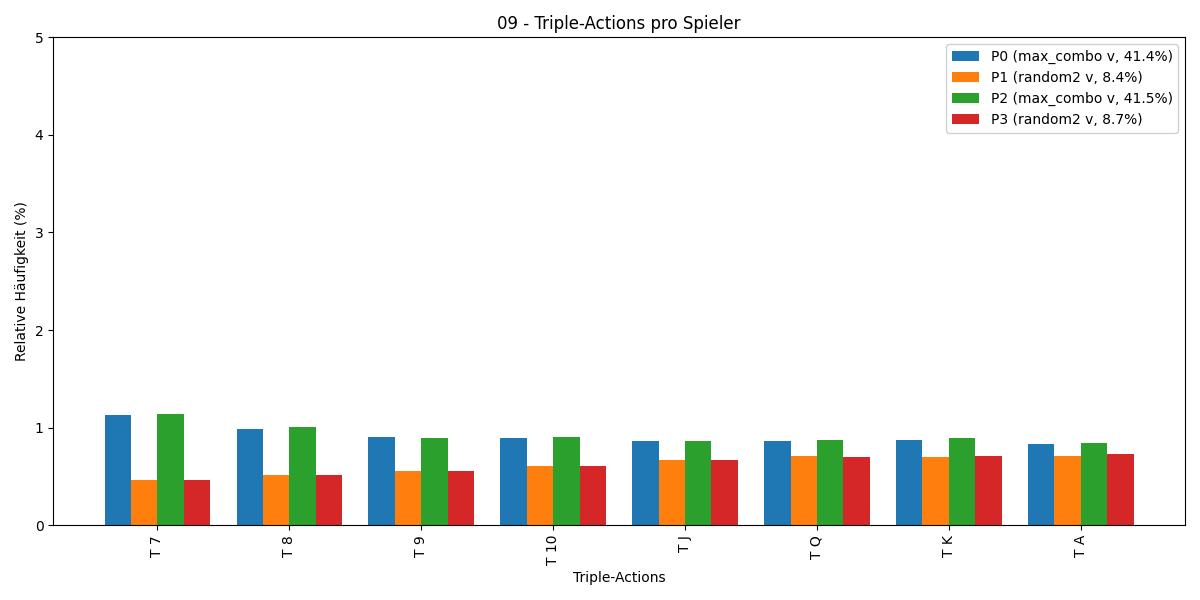 09 - Triple-Actions pro Spieler
P0 (max_combo v, 41.4%)
P1 (random2 v, 8.4%)
P2 (max_combo v, 41.5%)
P3 (random2 v, 8.7%)
Relative Häufigkeit (%)
5
4
3
2
1
0
T 7
T 8
T 9
T 10
T J
T Q
T K
T A
Triple-Actions